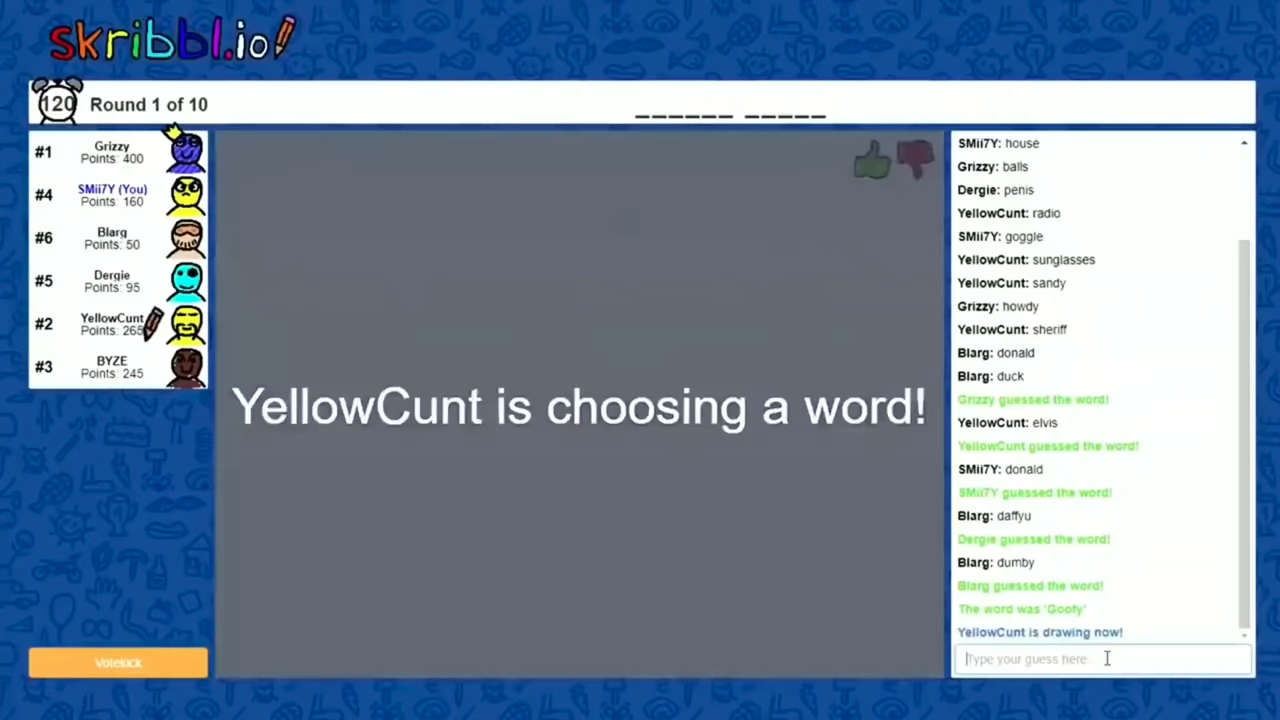 skribbl.io
120 Round 1 of 10
______ _____
#1 Grizzy
Points: 400
#4 SMii7Y (You)
Points: 160
#6 Blarg
Points: 50
#5 Dergie
Points: 95
#2 YellowCunt
Points: 265
#3 BYZE
Points: 245
Votekick
YellowCunt is choosing a word!
SMii7Y: house
Grizzy: balls
Dergie: penis
YellowCunt: radio
SMii7Y: goggle
YellowCunt: sunglasses
YellowCunt: sandy
Grizzy: howdy
YellowCunt: sheriff
Blarg: donald
Blarg: duck
Grizzy guessed the word!
YellowCunt: elvis
YellowCunt guessed the word!
SMii7Y: donald
SMii7Y guessed the word!
Blarg: daffyu
Dergie guessed the word!
Blarg: dumby
Blarg guessed the word!
The word was 'Goofy'
YellowCunt is drawing now!
Type your guess here...